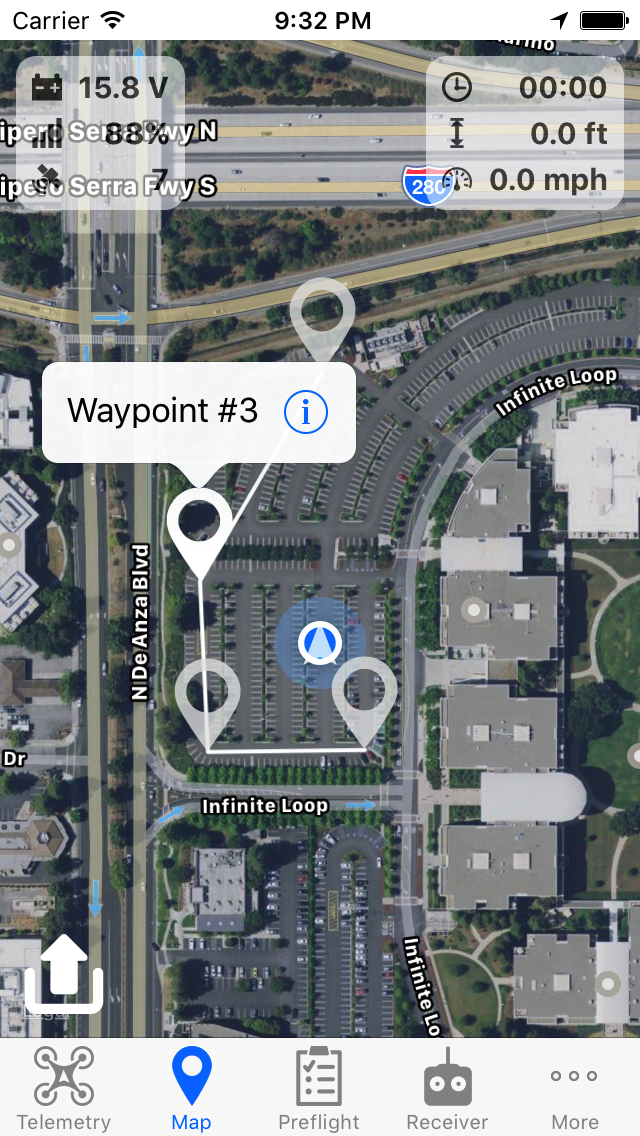 Carrier 9:32 PM
15.8 V 00:00
ipero Serra Fwy N 88% 0.0 ft
ipero Serra Fwy S 7 280 0.0 mph
Infinite Loop
Waypoint #3
N De Anza Blvd
Dr
Infinite Loop
Infinite Lo
Legal
Telemetry Map Preflight Receiver More